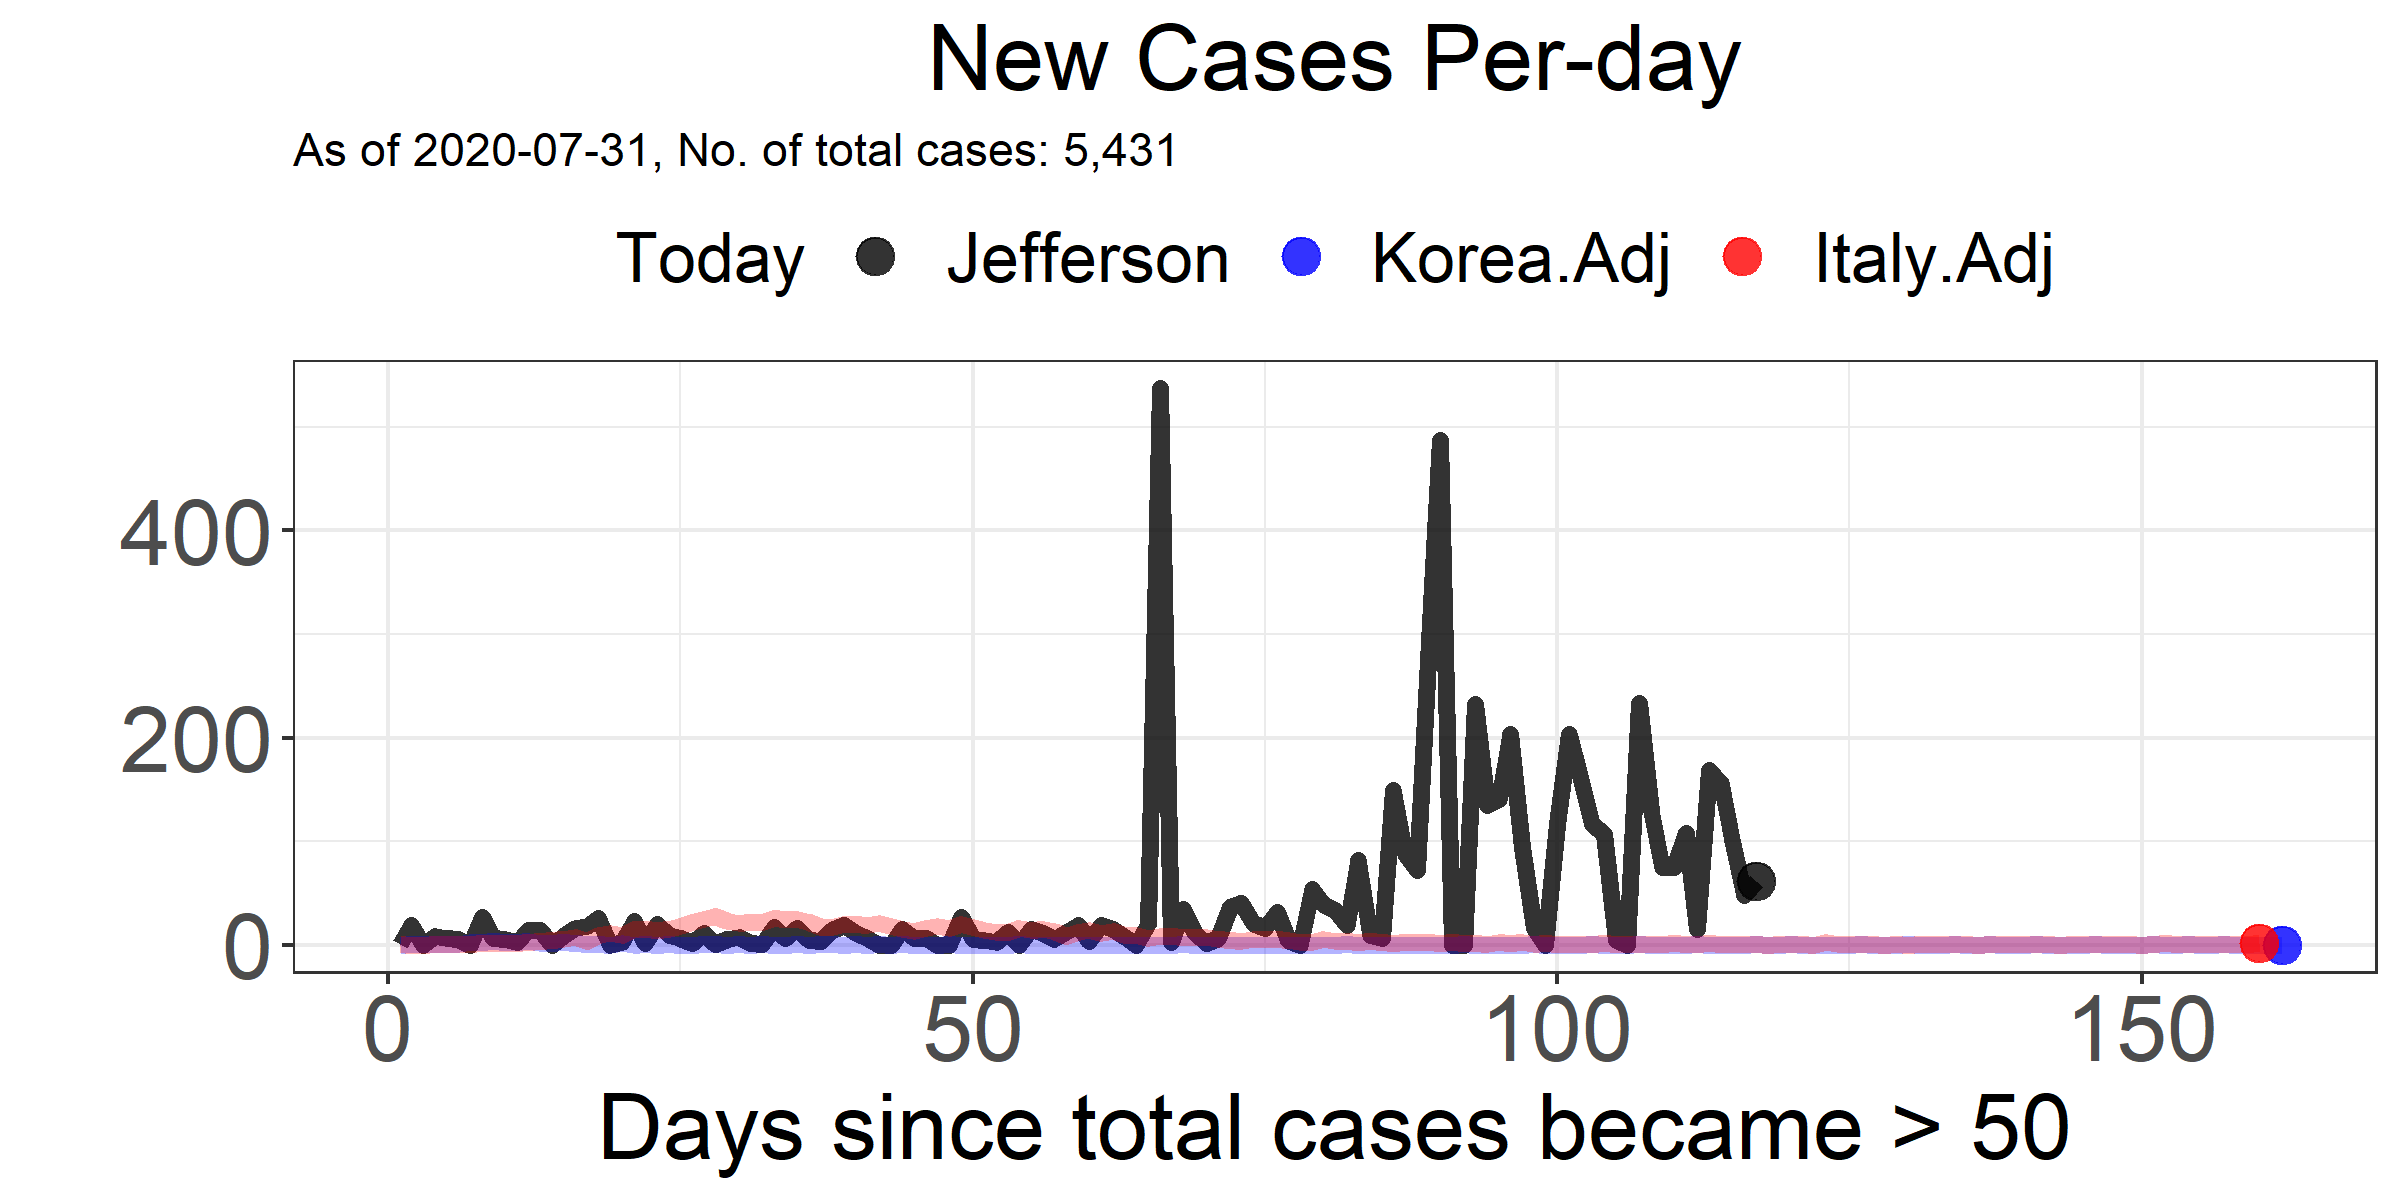 New Cases Per-day
As of 2020-07-31, No. of total cases: 5,431
Today Jefferson Korea.Adj Italy.Adj
400
200
0
0 50 100 150
Days since total cases became > 50